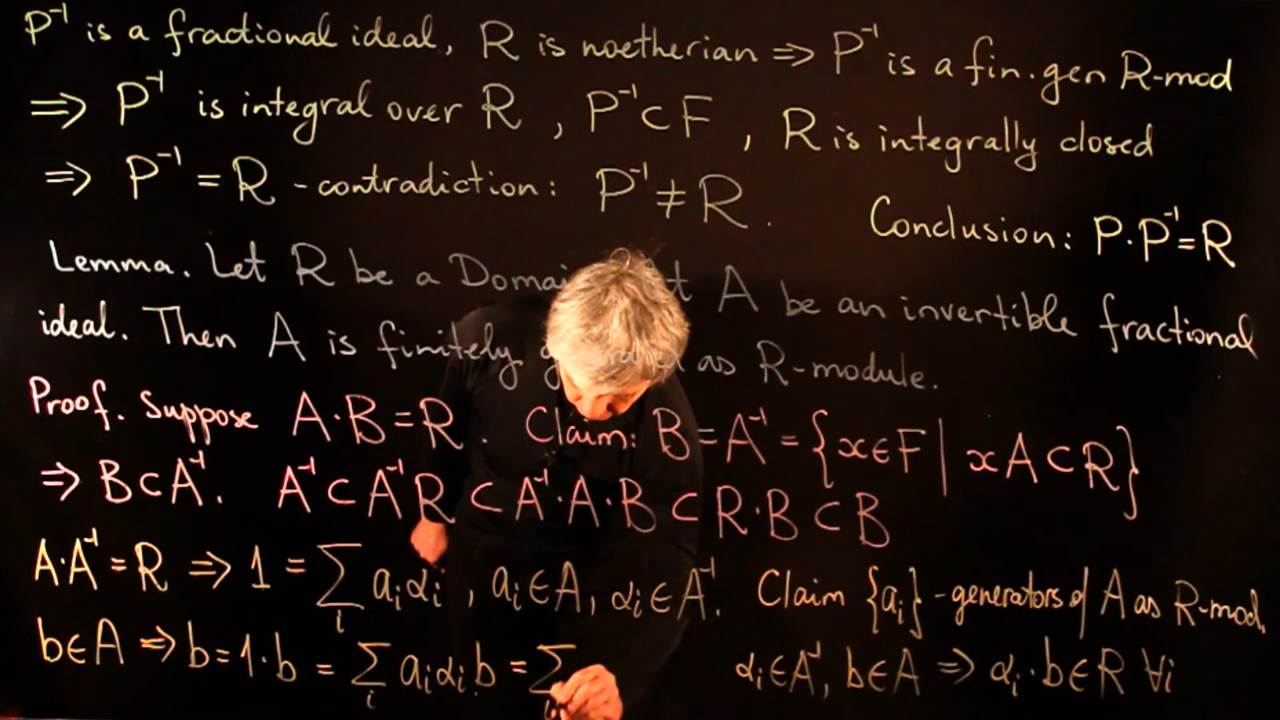 P⁻¹ is a fractional ideal, R is noetherian ⇒ P⁻¹ is a fin. gen R-mod
⇒ P⁻¹ is integral over R, P⁻¹ ⊂ F, R is integrally closed
⇒ P⁻¹ = R - contradiction: P⁻¹ ≠ R.
Conclusion: P·P⁻¹ = R
Lemma. Let R be a Domain, let A be an invertible fractional
ideal. Then A is finitely generated as R-module.
Proof. Suppose A·B = R. Claim: B = A⁻¹ = {x ∈ F | xA ⊂ R}
⇒ B ⊂ A⁻¹. A⁻¹ ⊂ A⁻¹R ⊂ A⁻¹·A·B ⊂ R·B ⊂ B
A·A⁻¹ = R ⇒ 1 = ∑ᵢ aᵢαᵢ, aᵢ ∈ A, αᵢ ∈ A⁻¹. Claim {aᵢ} - generators of A as R-mod.
b ∈ A ⇒ b = 1·b = ∑ᵢ aᵢαᵢb = ∑ αᵢ ∈ A⁻¹, b ∈ A ⇒ αᵢ·b ∈ R ∀i